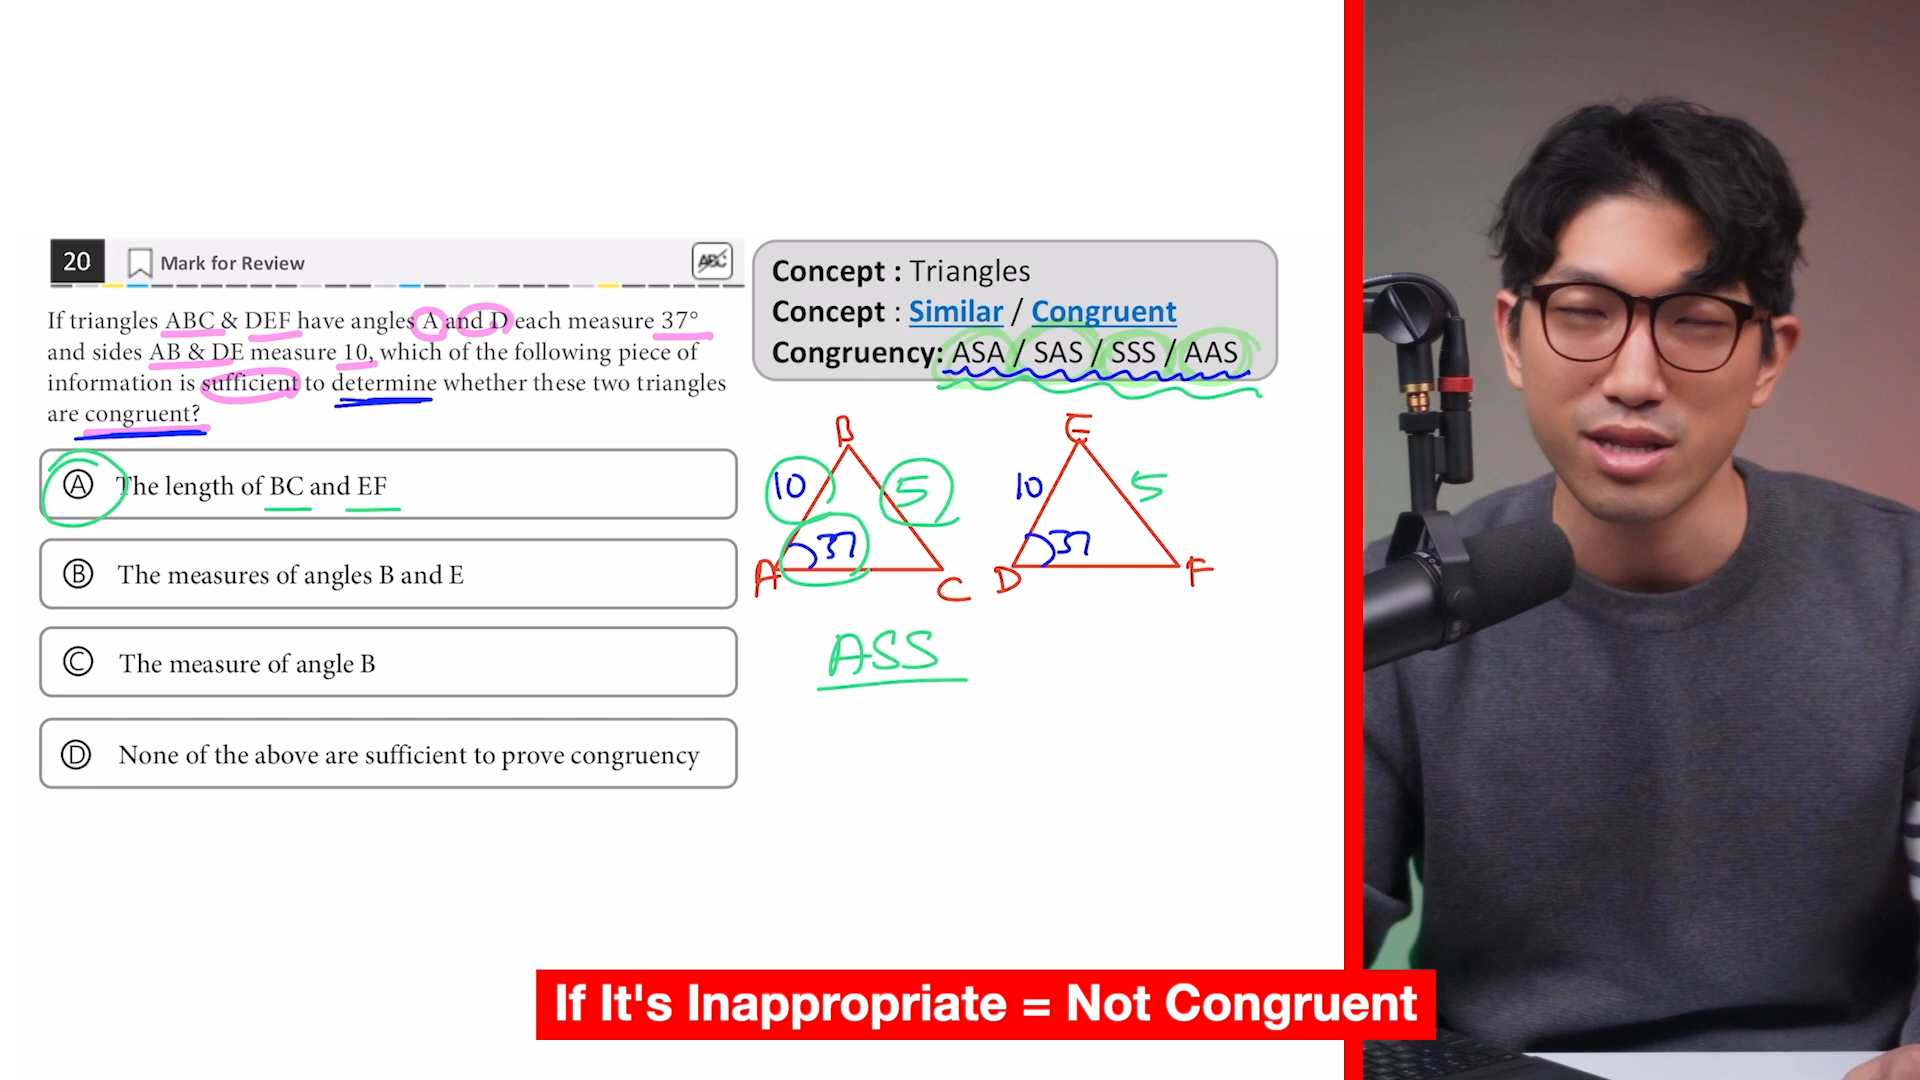 20 Mark for Review ABC
If triangles ABC & DEF have angles A and D each measure 37°
and sides AB & DE measure 10, which of the following piece of
information is sufficient to determine whether these two triangles
are congruent?
A The length of BC and EF
B The measures of angles B and E
C The measure of angle B
D None of the above are sufficient to prove congruency
Concept : Triangles
Concept : Similar / Congruent
Congruency: ASA / SAS / SSS / AAS
B E
10 5 10 5
37 37
A C D F
ASS
If It's Inappropriate = Not Congruent